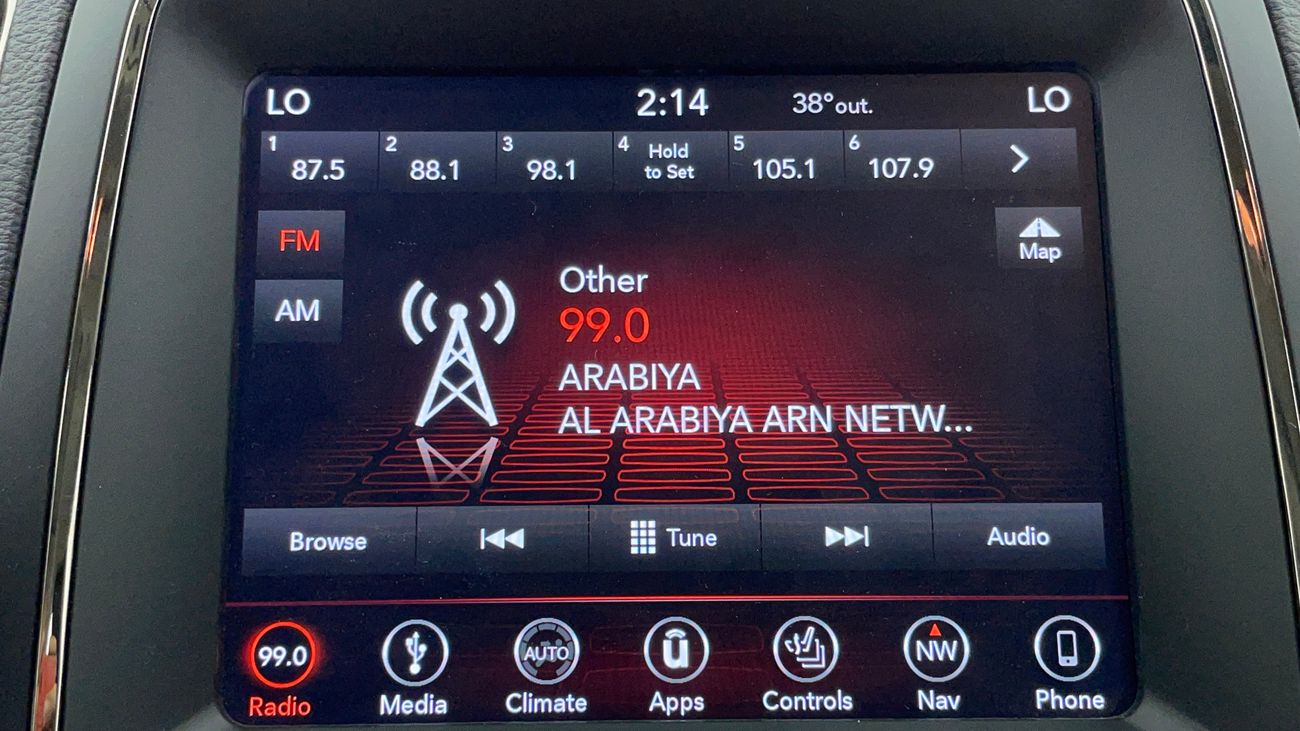 LO 2:14 38° out. LO
1 87.5 2 88.1 3 98.1 4 Hold to Set 5 105.1 6 107.9
FM
Map
AM
Other
99.0
ARABIYA
AL ARABIYA ARN NETW...
Browse Tune Audio
99.0 AUTO u NW
Radio Media Climate Apps Controls Nav Phone